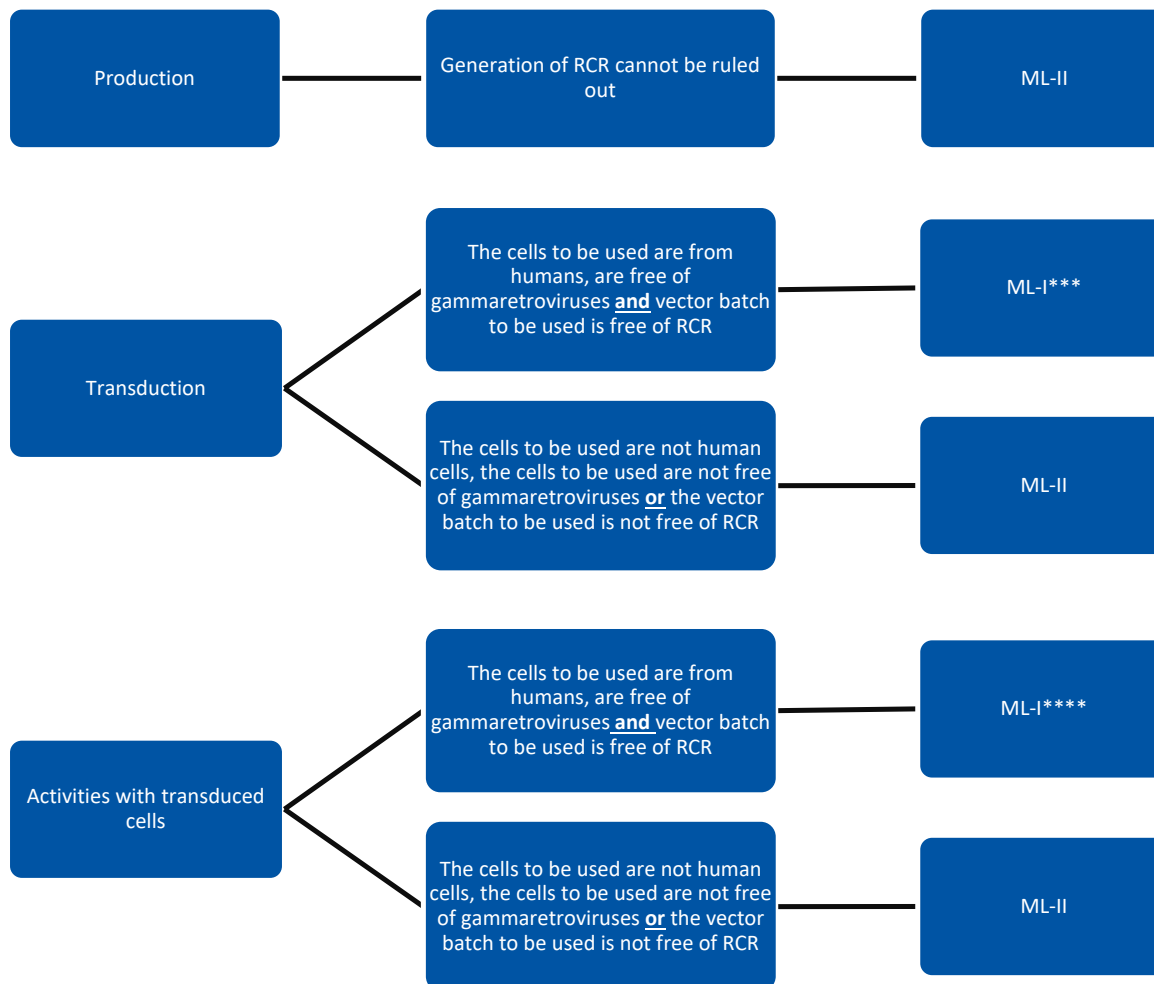 Production
Generation of RCR cannot be ruled
out
ML-II
Transduction
The cells to be used are from
humans, are free of
gammaretroviruses and vector batch
to be used is free of RCR
ML-I***
The cells to be used are not human
cells, the cells to be used are not free
of gammaretroviruses or the vector
batch to be used is not free of RCR
ML-II
Activities with transduced
cells
The cells to be used are from
humans, are free of
gammaretroviruses and vector batch
to be used is free of RCR
ML-I****
The cells to be used are not human
cells, the cells to be used are not free
of gammaretroviruses or the vector
batch to be used is not free of RCR
ML-II